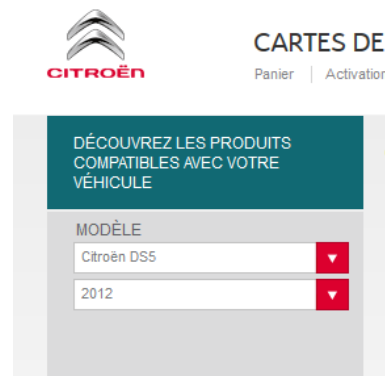 CITROËN
CARTES DE
Panier | Activation
DÉCOUVREZ LES PRODUITS
COMPATIBLES AVEC VOTRE
VÉHICULE
MODÈLE
Citroën DS5
2012